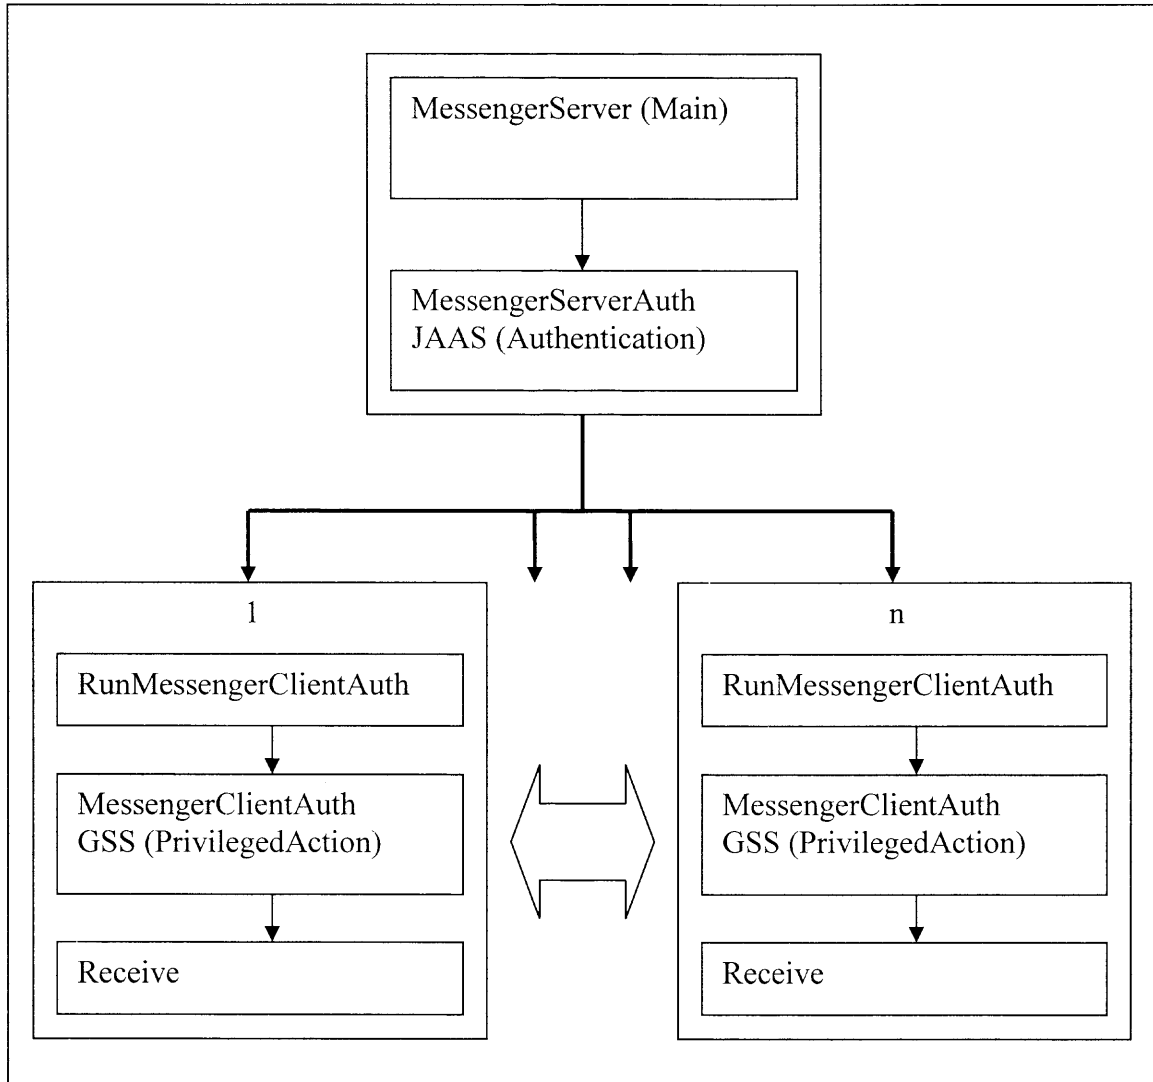 MessengerServer (Main)
MessengerServerAuth
JAAS (Authentication)
1
RunMessengerClientAuth
MessengerClientAuth
GSS (PrivilegedAction)
Receive
n
RunMessengerClientAuth
MessengerClientAuth
GSS (PrivilegedAction)
Receive